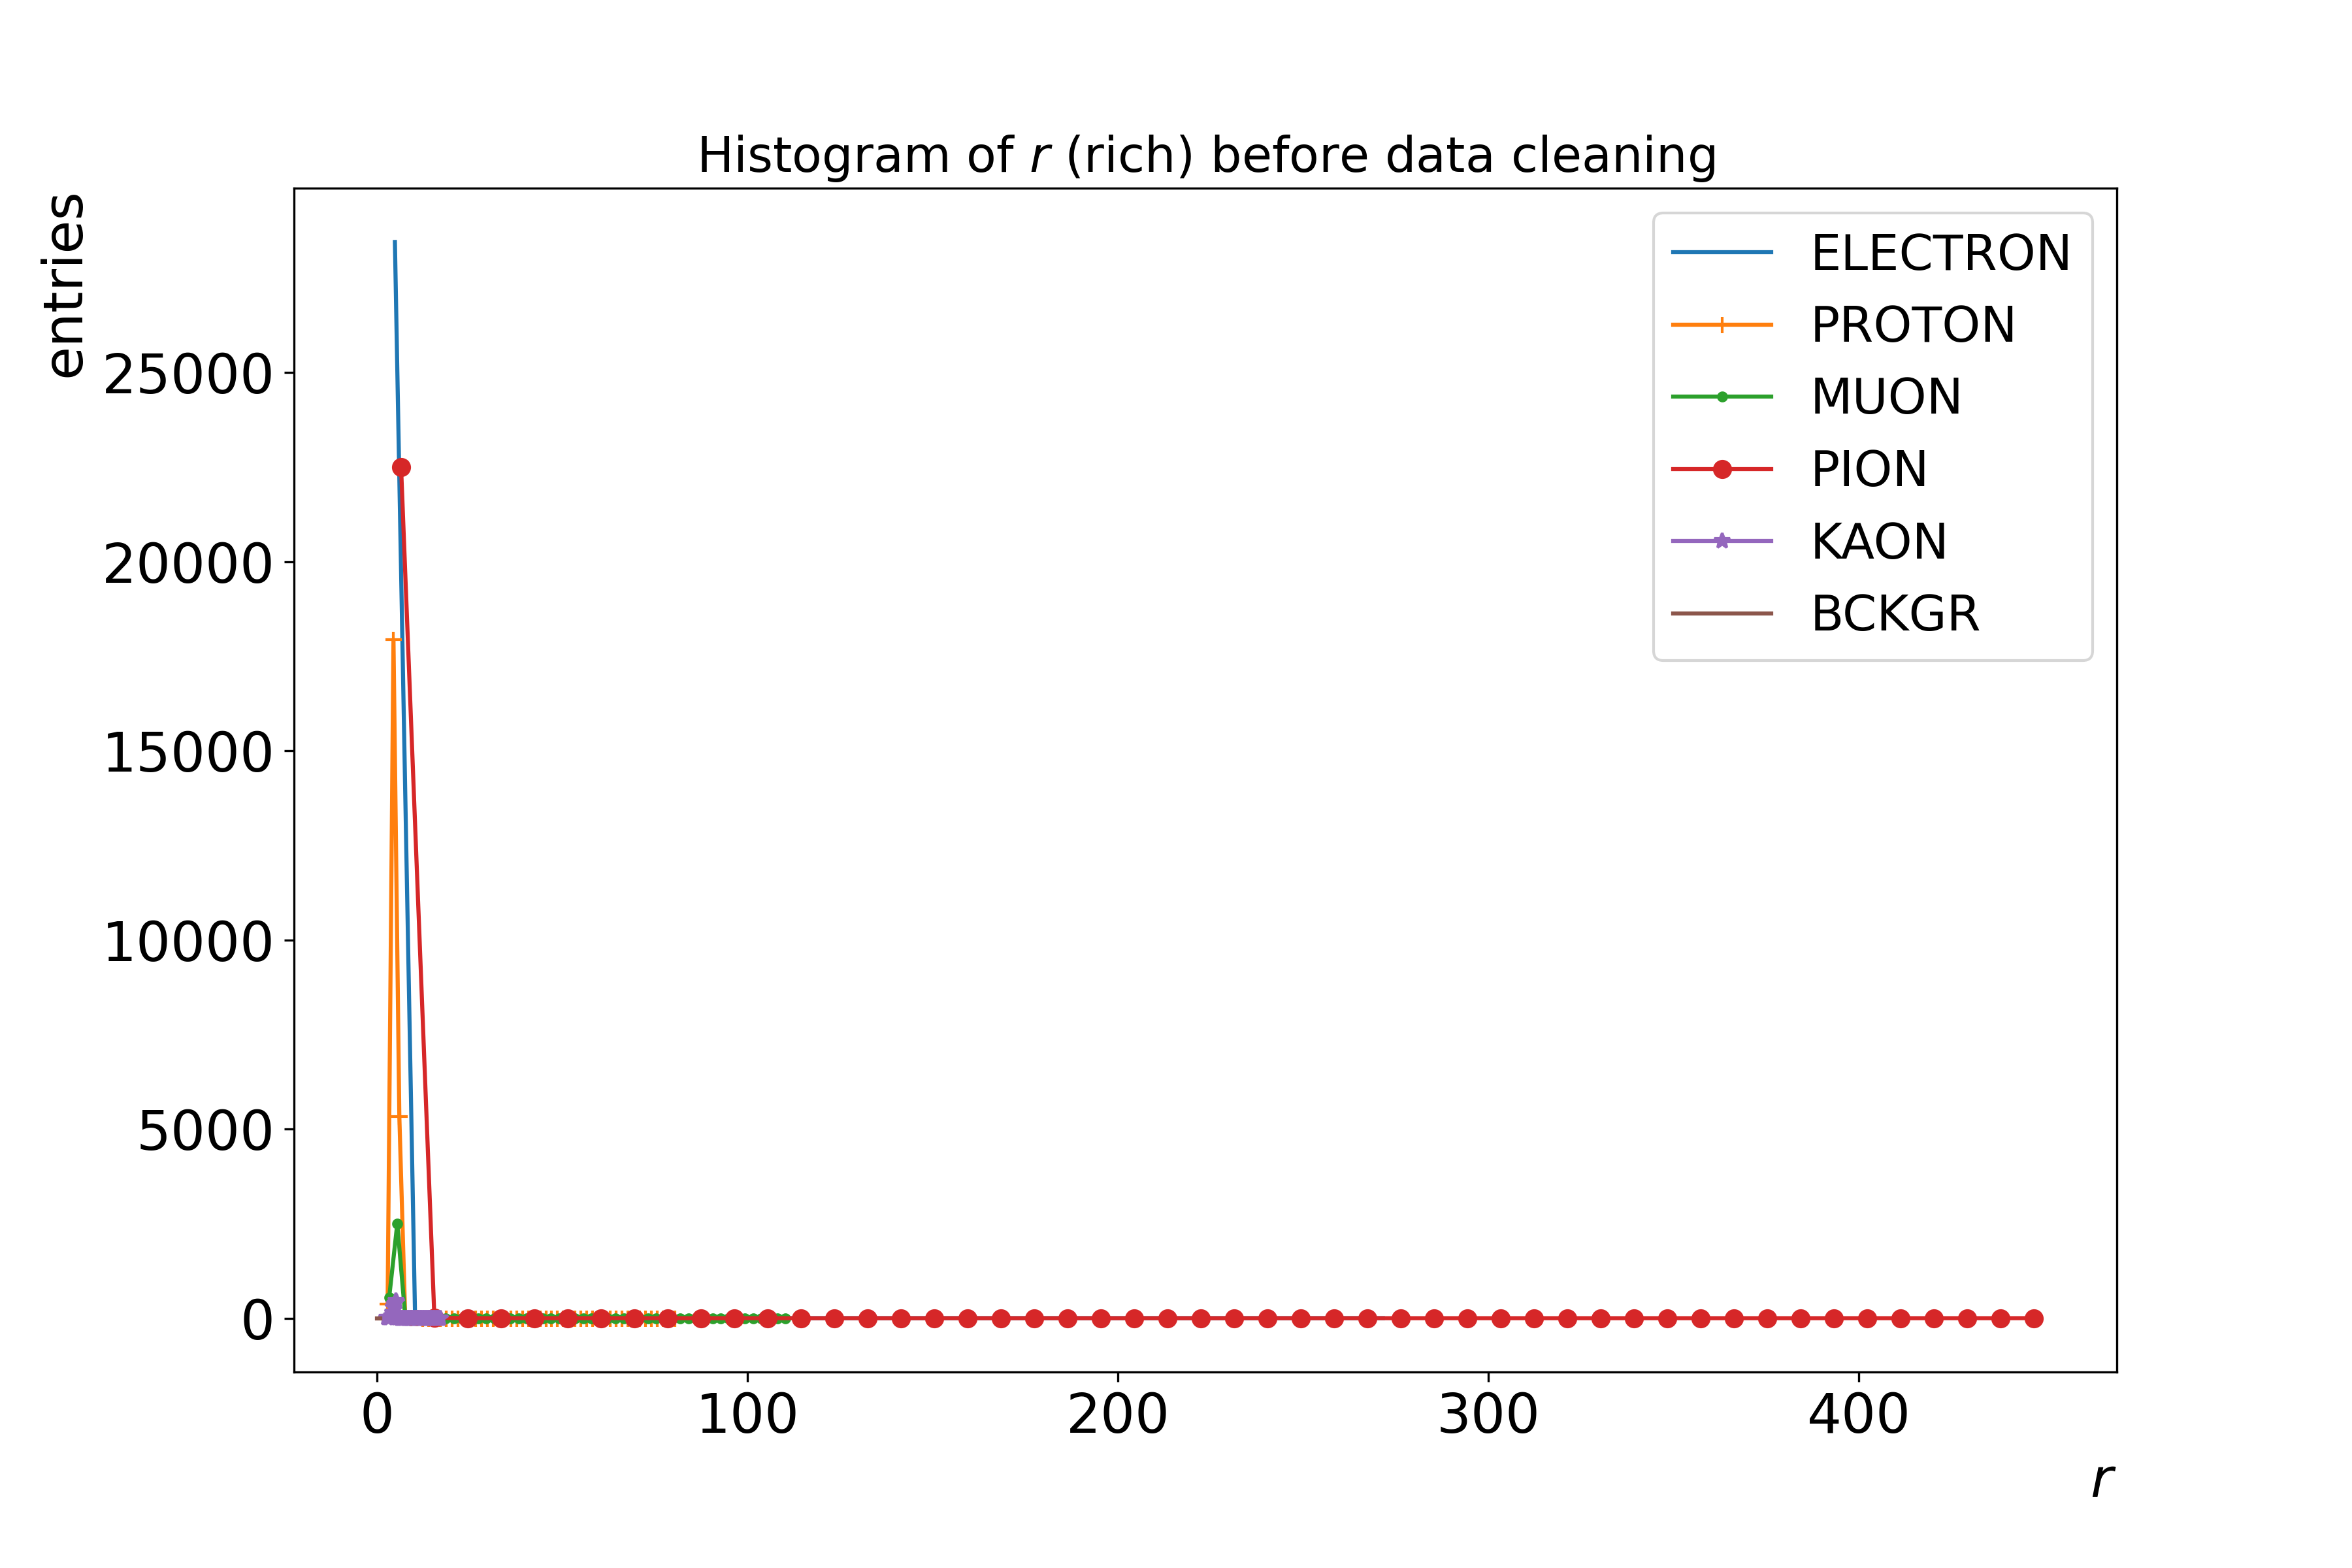 Histogram of r (rich) before data cleaning
entries
25000
20000
15000
10000
5000
0
0
100
200
300
400
r
ELECTRON
PROTON
MUON
PION
KAON
BCKGR